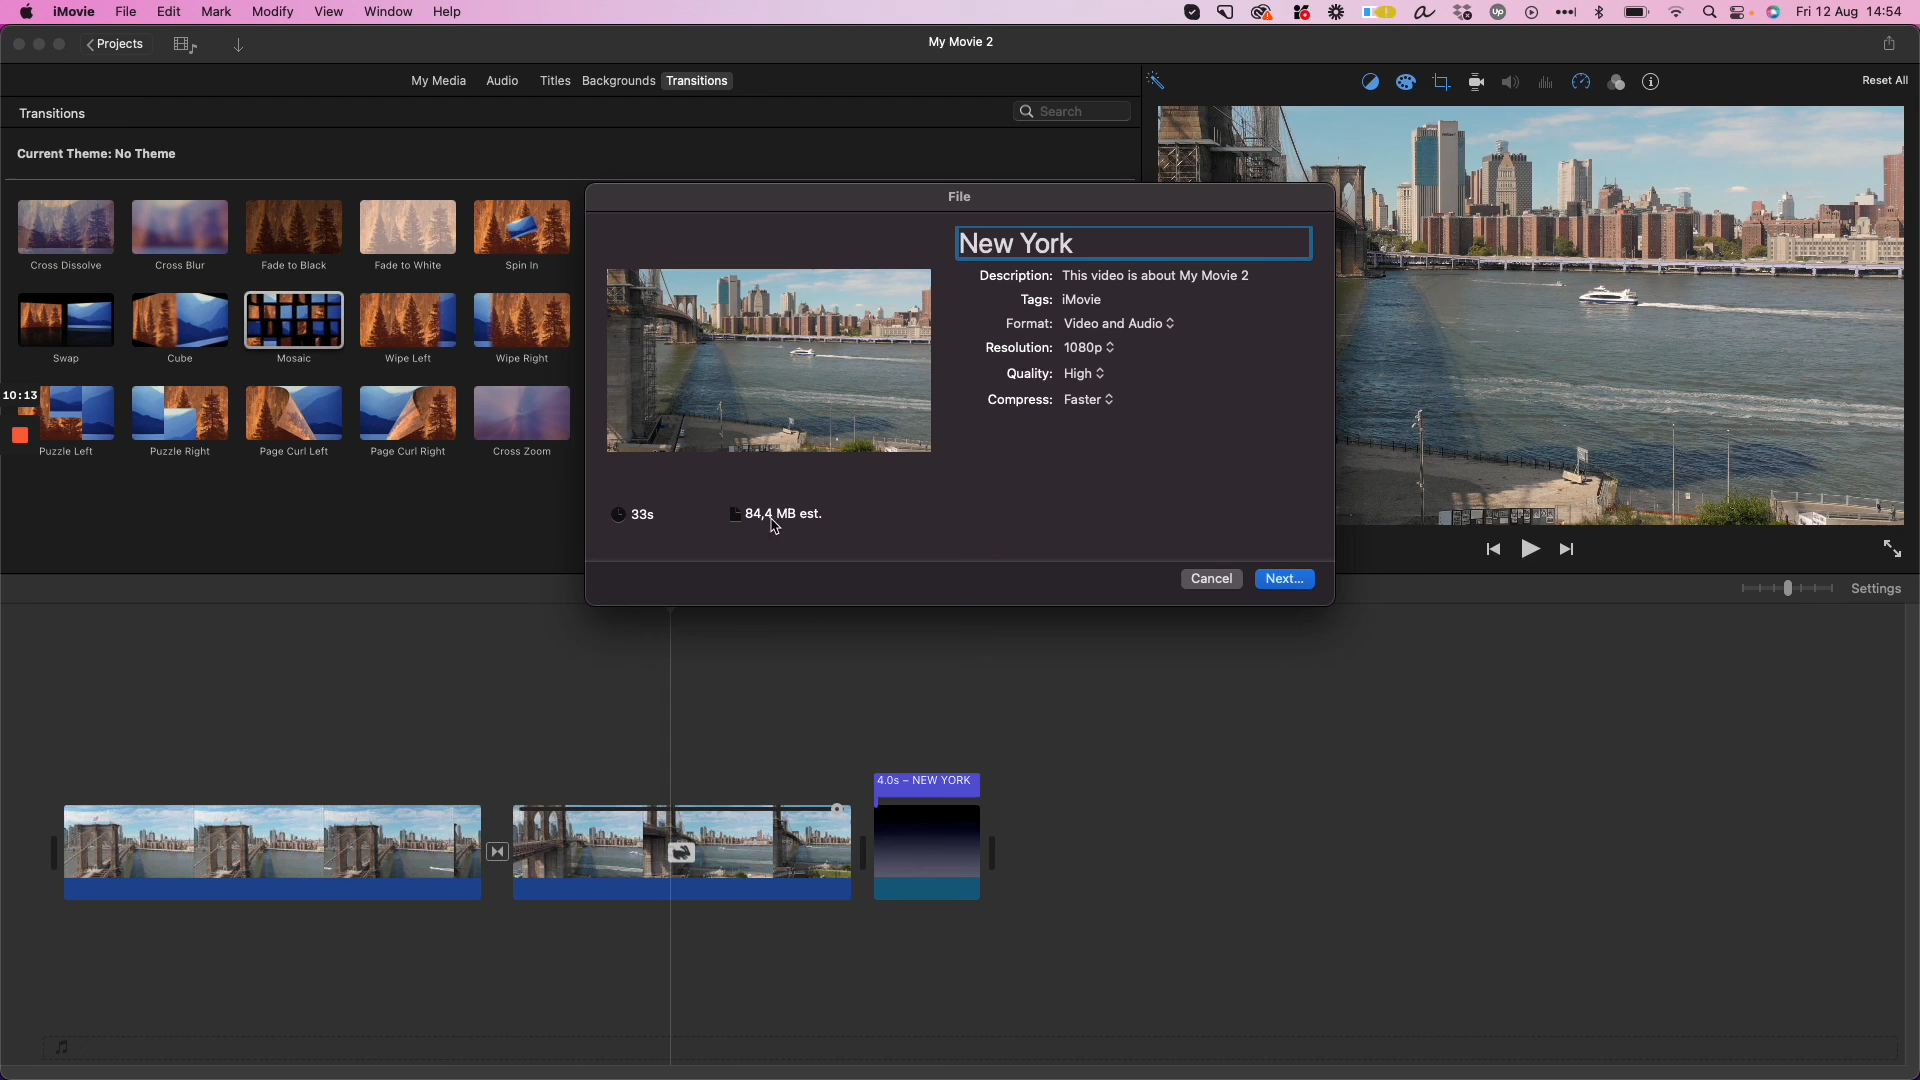 iMovie File Edit Mark Modify View Window Help Fri 12 Aug 14:54
Projects My Movie 2
My Media Audio Titles Backgrounds Transitions Reset All
Transitions Search
Current Theme: No Theme
File
New York
Cross Dissolve Cross Blur Fade to Black Fade to White Spin In
Description: This video is about My Movie 2
Tags: iMovie
Format: Video and Audio
Resolution: 1080p
Swap Cube Mosaic Wipe Left Wipe Right
Quality: High
10:13
Compress: Faster
Puzzle Left Puzzle Right Page Curl Left Page Curl Right Cross Zoom
33s 84,4 MB est.
Cancel Next...
Settings
4.0s – NEW YORK